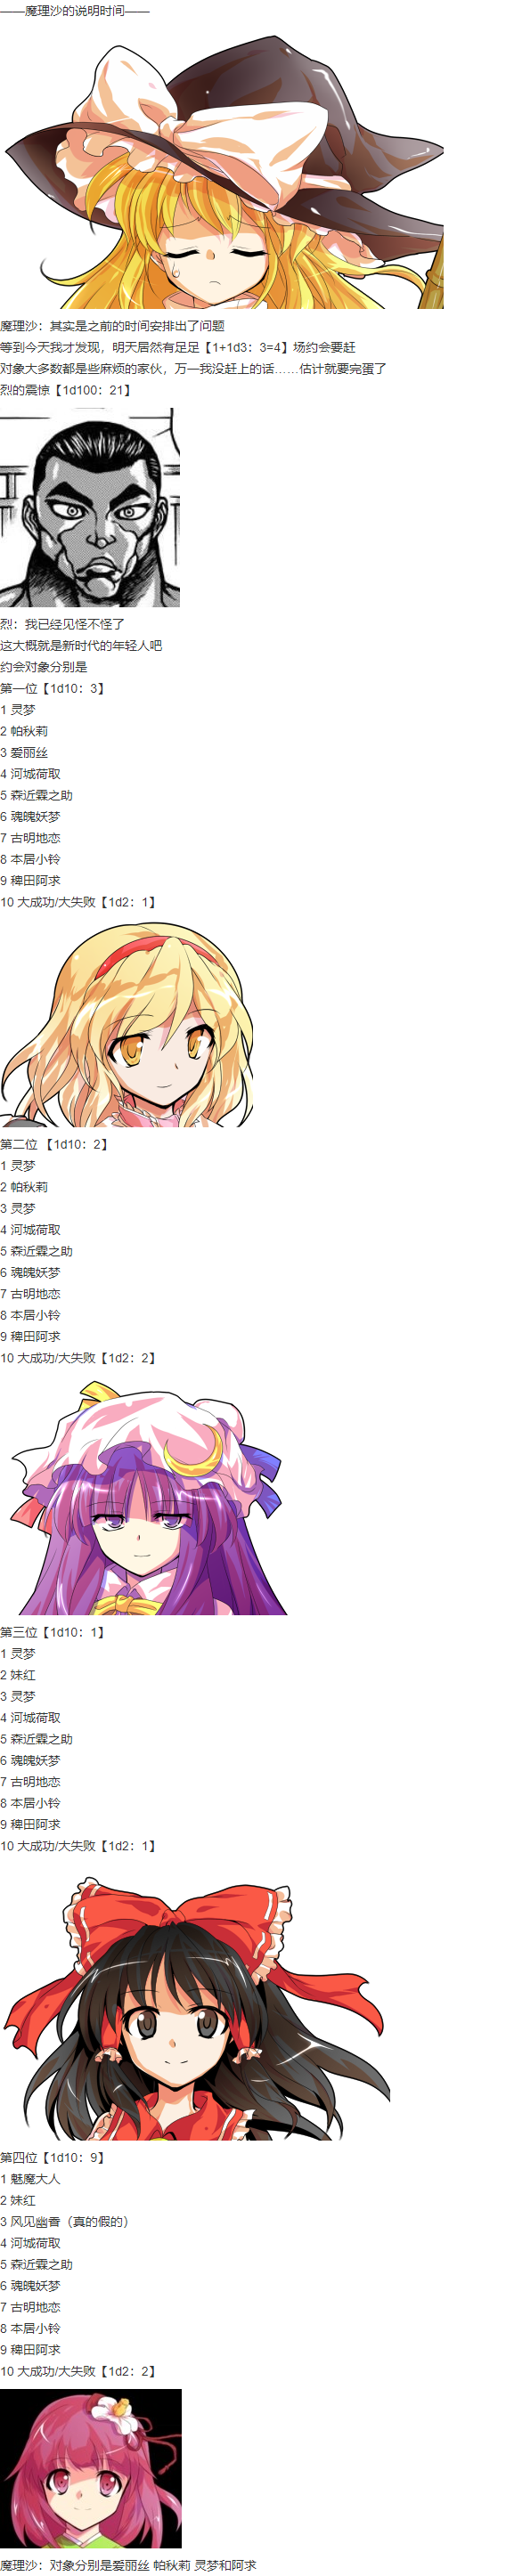 ——魔理沙的说明时间——
魔理沙：其实是之前的时间安排出了问题
等到今天我才发现，明天居然有足足【1+1d3：3=4】场约会要赶
对象大多数都是些麻烦的家伙，万一我没赶上的话……估计就要完蛋了
烈的震惊【1d100：21】
烈：我已经见怪不怪了
这大概就是新时代的年轻人吧
约会对象分别是
第一位【1d10：3】
1 灵梦
2 帕秋莉
3 爱丽丝
4 河城荷取
5 森近霖之助
6 魂魄妖梦
7 古明地恋
8 本居小铃
9 稗田阿求
10 大成功/大失败【1d2：1】
第二位 【1d10：2】
1 灵梦
2 帕秋莉
3 灵梦
4 河城荷取
5 森近霖之助
6 魂魄妖梦
7 古明地恋
8 本居小铃
9 稗田阿求
10 大成功/大失败【1d2：2】
第三位【1d10：1】
1 灵梦
2 妹红
3 灵梦
4 河城荷取
5 森近霖之助
6 魂魄妖梦
7 古明地恋
8 本居小铃
9 稗田阿求
10 大成功/大失败【1d2：1】
第四位【1d10：9】
1 魅魔大人
2 妹红
3 风见幽香（真的假的）
4 河城荷取
5 森近霖之助
6 魂魄妖梦
7 古明地恋
8 本居小铃
9 稗田阿求
10 大成功/大失败【1d2：2】
魔理沙：对象分别是爱丽丝 帕秋莉 灵梦和阿求